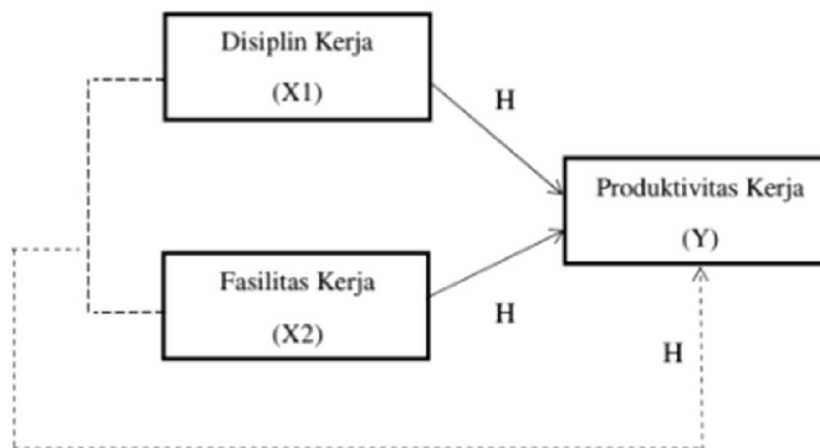 Disiplin Kerja
(X1)
H
Produktivitas Kerja
(Y)
Fasilitas Kerja
(X2)
H
H